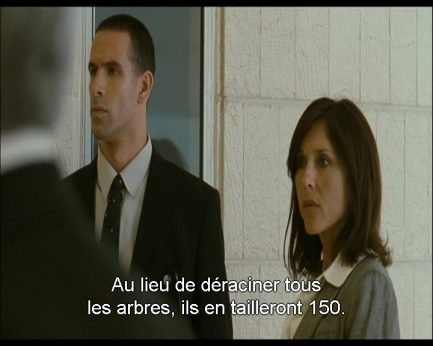 Au lieu de déraciner tous
les arbres, ils en tailleront 150.